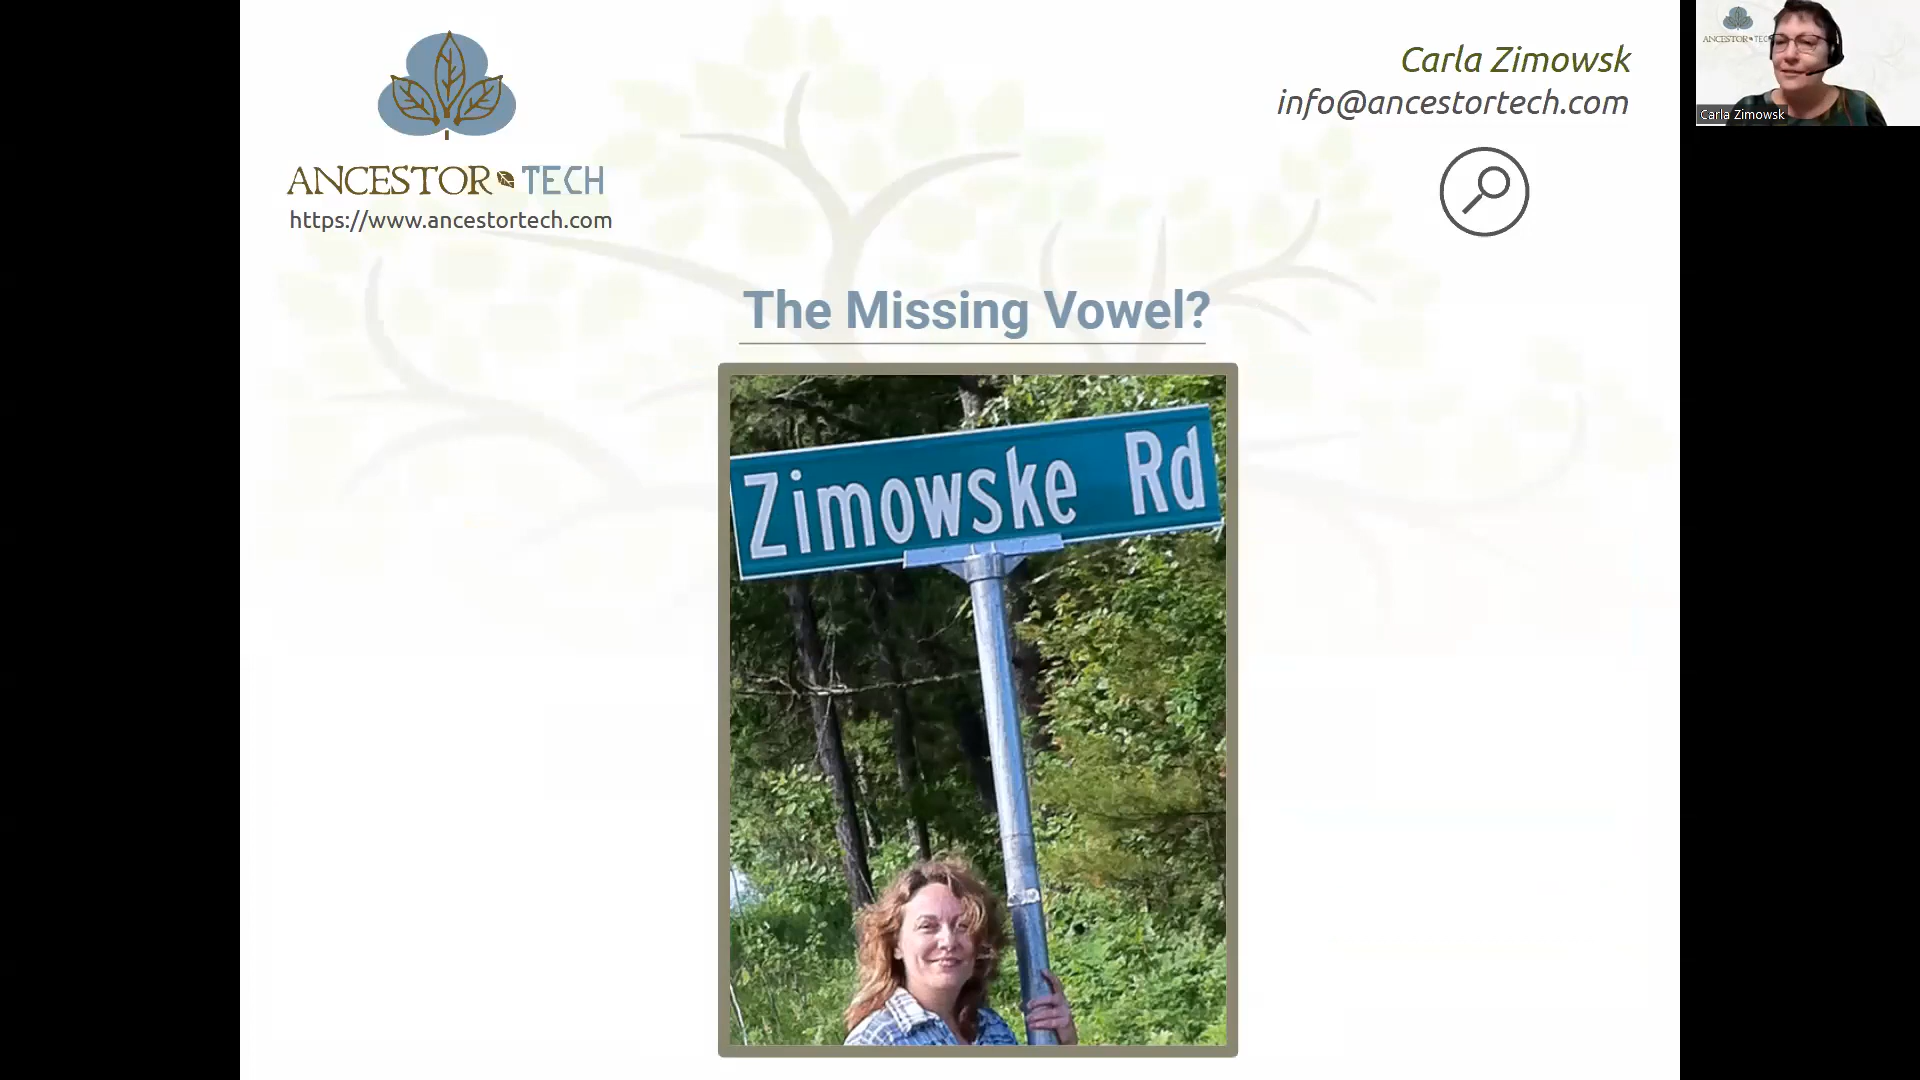 ANCESTOR TECH
https://www.ancestortech.com
Carla Zimowsk
info@ancestortech.com
The Missing Vowel?
Zimowske Rd
ANCESTOR TEC
Carla Zimowsk